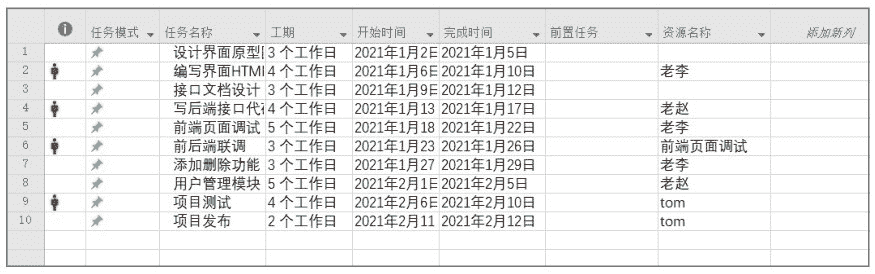 任务模式 任务名称 工期 开始时间 完成时间 前置任务 资源名称 添加新列
1 设计界面原型 3 个工作日 2021年1月2日 2021年1月5日
2 编写界面HTM 4 个工作日 2021年1月6日 2021年1月10日 老李
3 接口文档设计 3 个工作日 2021年1月9日 2021年1月12日
4 写后端接口代 4 个工作日 2021年1月13 2021年1月17日 老赵
5 前端页面调试 5 个工作日 2021年1月18 2021年1月22日 老李
6 前后端联调 3 个工作日 2021年1月23 2021年1月26日 前端页面调试
7 添加删除功能 3 个工作日 2021年1月27 2021年1月29日 老李
8 用户管理模块 5 个工作日 2021年2月1日 2021年2月5日 老赵
9 项目测试 4 个工作日 2021年2月6日 2021年2月10日 tom
10 项目发布 2 个工作日 2021年2月11 2021年2月12日 tom